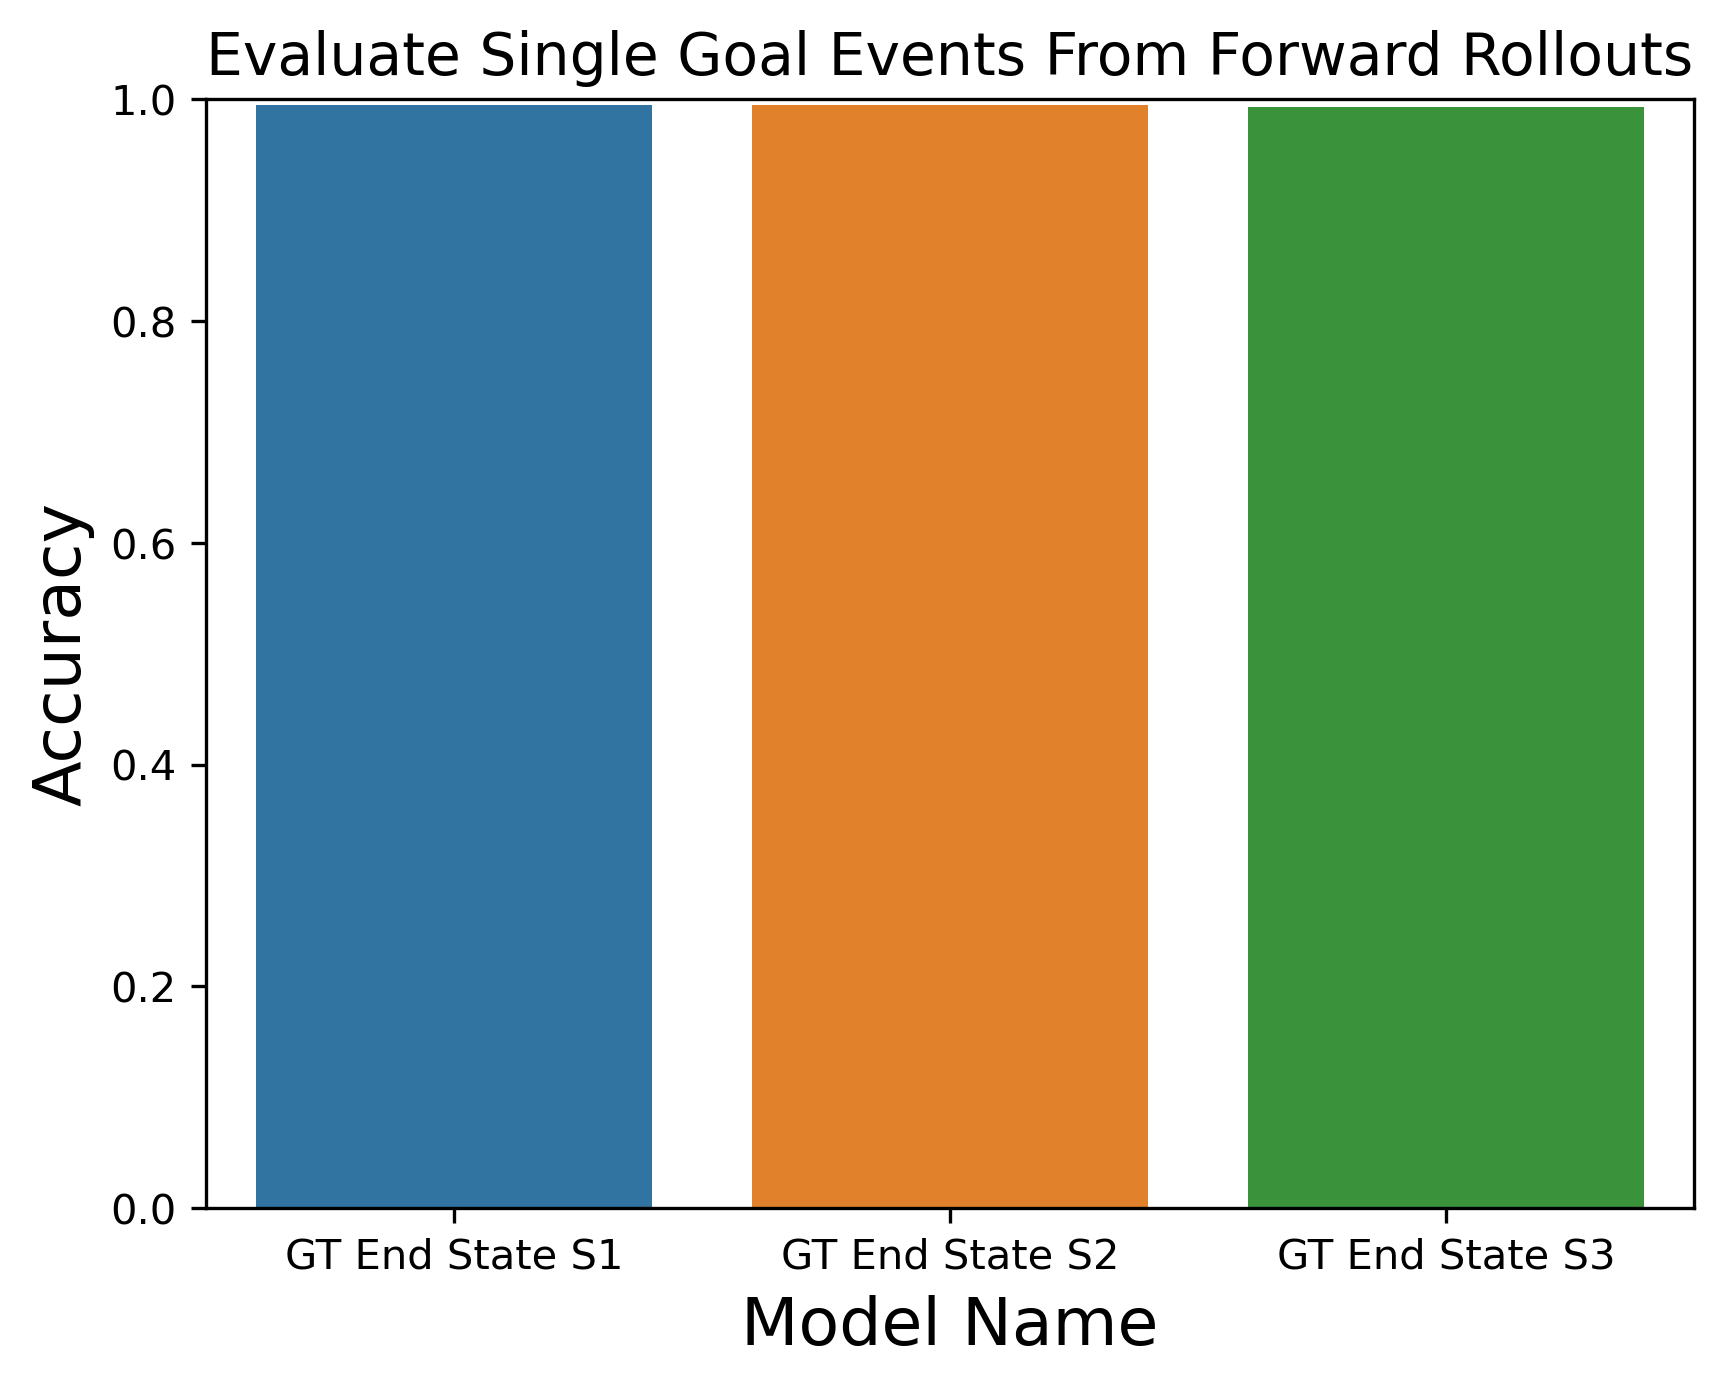 Evaluate Single Goal Events From Forward Rollouts
1.0
0.8
0.6
0.4
0.2
0.0
Accuracy
GT End State S1
GT End State S2
GT End State S3
Model Name